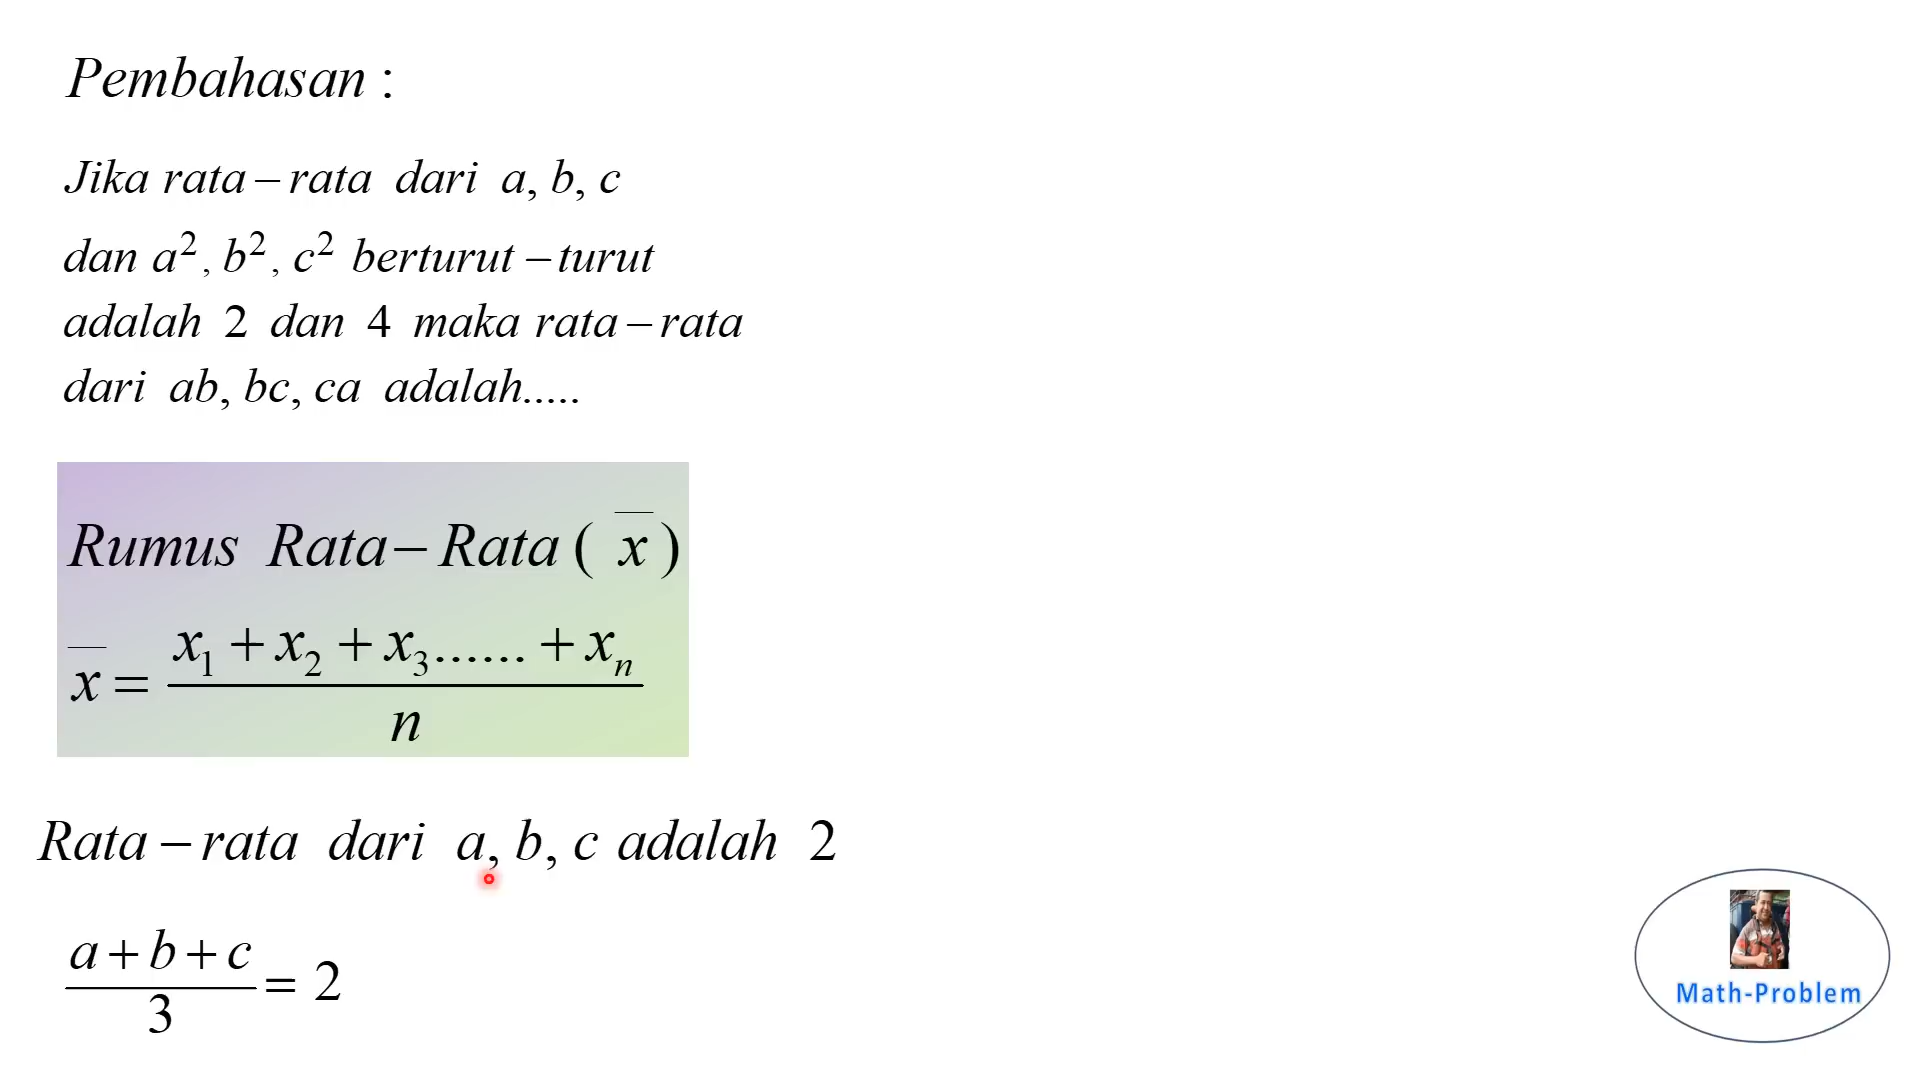 Pembahasan :
Jika rata – rata dari a, b, c
dan a², b², c² berturut – turut
adalah 2 dan 4 maka rata – rata
dari ab, bc, ca adalah.....
Rumus Rata – Rata ( x̄ )
x̄ = (x₁ + x₂ + x₃...... + xₙ) / n
Rata – rata dari a, b, c adalah 2
(a + b + c) / 3 = 2
Math-Problem